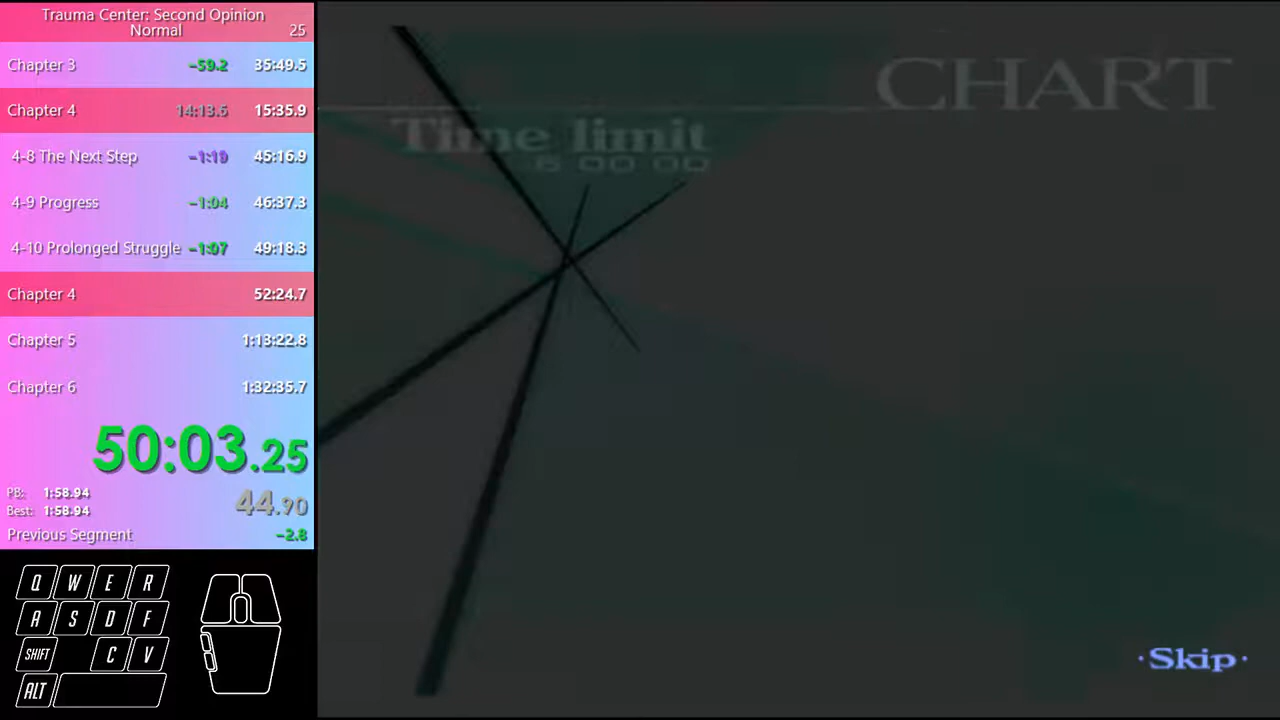 Trauma Center: Second Opinion
Normal 25
Chapter 3 -59.2 35:49.5
Chapter 4 14:13.6 15:35.9
4-8 The Next Step -1:19 45:16.9
4-9 Progress -1:04 46:37.3
4-10 Prolonged Struggle -1:07 49:18.3
Chapter 4 52:24.7
Chapter 5 1:13:22.8
Chapter 6 1:32:35.7
50:03.25
PB: 1:58.94
44.90
Best: 1:58.94
Previous Segment -2.8
Q W E R
A S D F
SHIFT C V
ALT
CHART
Time limit
6 00 00
·Skip·